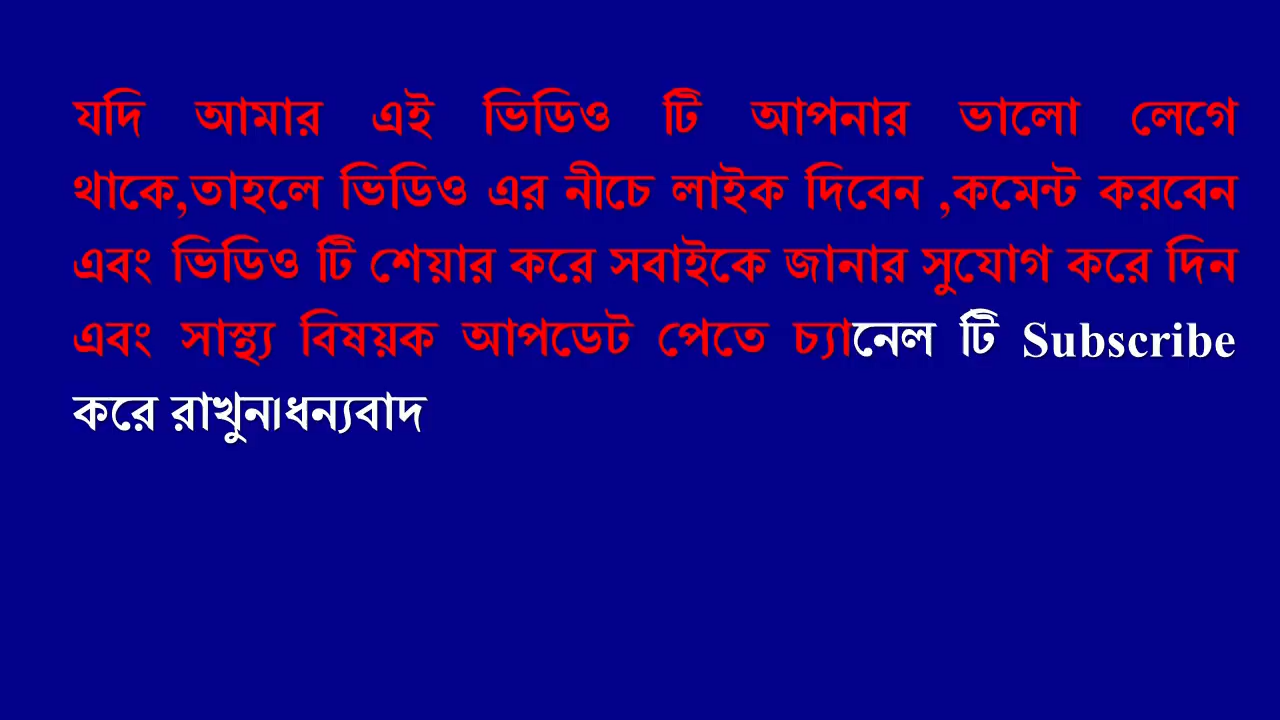 যদি আমার এই ভিডিও টি আপনার ভালো লেগে
থাকে,তাহলে ভিডিও এর নীচে লাইক দিবেন ,কমেন্ট করবেন
এবং ভিডিও টি শেয়ার করে সবাইকে জানার সুযোগ করে দিন
এবং সাস্থ্য বিষয়ক আপডেট পেতে চ্যানেল টি Subscribe
করে রাখুন।ধন্যবাদ